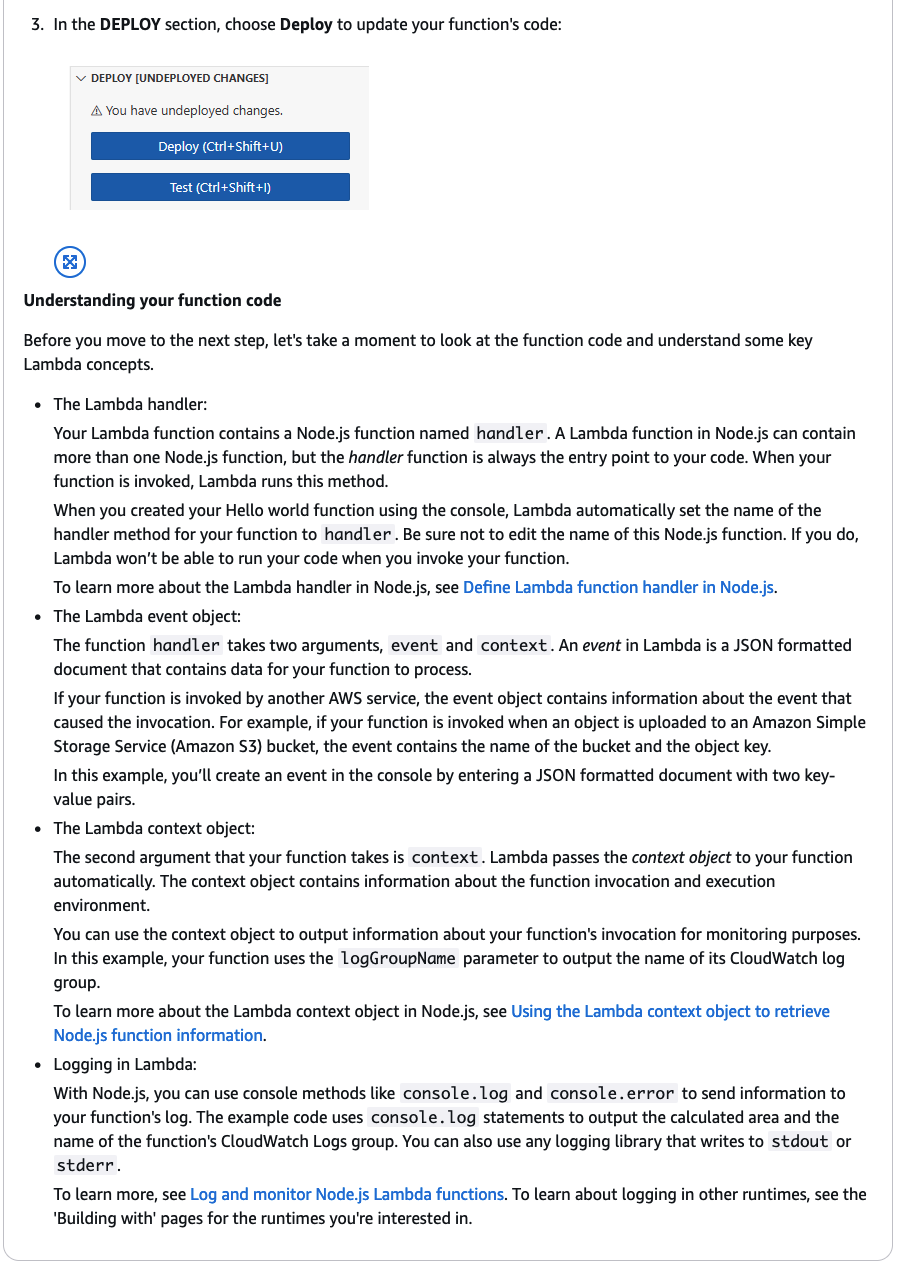 3. In the DEPLOY section, choose Deploy to update your function's code:
DEPLOY [UNDEPLOYED CHANGES]
⚠ You have undeployed changes.
Deploy (Ctrl+Shift+U)
Test (Ctrl+Shift+I)
Understanding your function code
Before you move to the next step, let's take a moment to look at the function code and understand some key
Lambda concepts.
• The Lambda handler:
Your Lambda function contains a Node.js function named handler. A Lambda function in Node.js can contain
more than one Node.js function, but the handler function is always the entry point to your code. When your
function is invoked, Lambda runs this method.
When you created your Hello world function using the console, Lambda automatically set the name of the
handler method for your function to handler. Be sure not to edit the name of this Node.js function. If you do,
Lambda won’t be able to run your code when you invoke your function.
To learn more about the Lambda handler in Node.js, see Define Lambda function handler in Node.js.
• The Lambda event object:
The function handler takes two arguments, event and context. An event in Lambda is a JSON formatted
document that contains data for your function to process.
If your function is invoked by another AWS service, the event object contains information about the event that
caused the invocation. For example, if your function is invoked when an object is uploaded to an Amazon Simple
Storage Service (Amazon S3) bucket, the event contains the name of the bucket and the object key.
In this example, you’ll create an event in the console by entering a JSON formatted document with two key-
value pairs.
• The Lambda context object:
The second argument that your function takes is context. Lambda passes the context object to your function
automatically. The context object contains information about the function invocation and execution
environment.
You can use the context object to output information about your function's invocation for monitoring purposes.
In this example, your function uses the logGroupName parameter to output the name of its CloudWatch log
group.
To learn more about the Lambda context object in Node.js, see Using the Lambda context object to retrieve
Node.js function information.
• Logging in Lambda:
With Node.js, you can use console methods like console.log and console.error to send information to
your function's log. The example code uses console.log statements to output the calculated area and the
name of the function's CloudWatch Logs group. You can also use any logging library that writes to stdout or
stderr.
To learn more, see Log and monitor Node.js Lambda functions. To learn about logging in other runtimes, see the
'Building with' pages for the runtimes you're interested in.